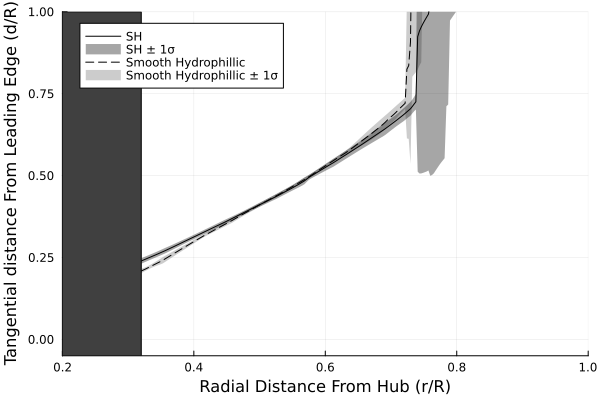 1.00
0.75
0.50
0.25
0.00
Tangential distance From Leading Edge (d/R)
SH
SH ± 1σ
Smooth Hydrophillic
Smooth Hydrophillic ± 1σ
0.2 0.4 0.6 0.8 1.0
Radial Distance From Hub (r/R)